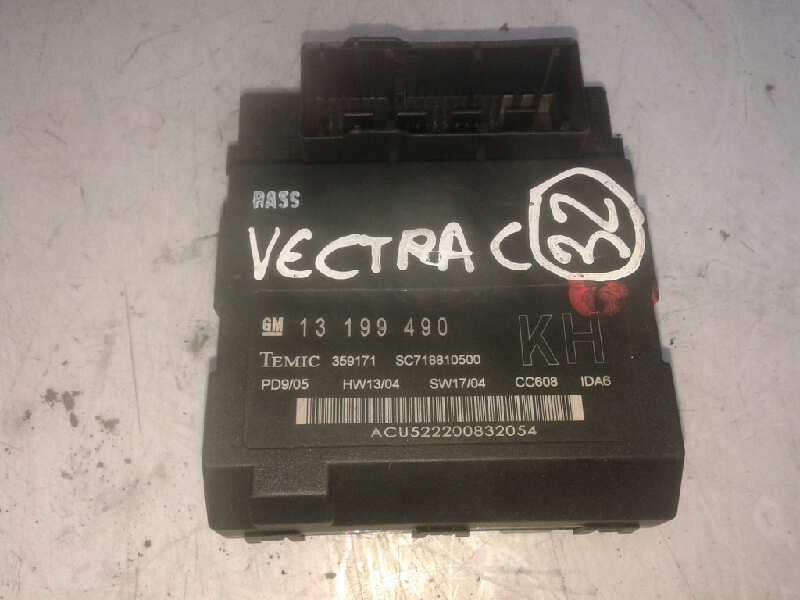 PASS
VECTRA C 32
GM 13 199 490 KH
TEMIC 359171 SC718810500
PD9/05 HW13/04 SW17/04 CC608 IDA6
ACU522200832054